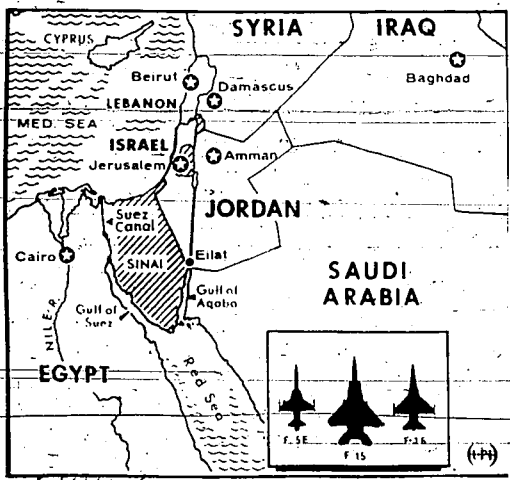 SYRIA
IRAQ
CYPRUS
Beirut
Damascus
Baghdad
LEBANON
MED. SEA
ISRAEL
Jerusalem
Amman
JORDAN
Suez
Canal
Cairo
SINAI
Eilat
SAUDI
ARABIA
Gulf of
Aqaba
Gulf of
Suez
NILE R.
Red Sea
EGYPT
F-5E
F 15
F-16